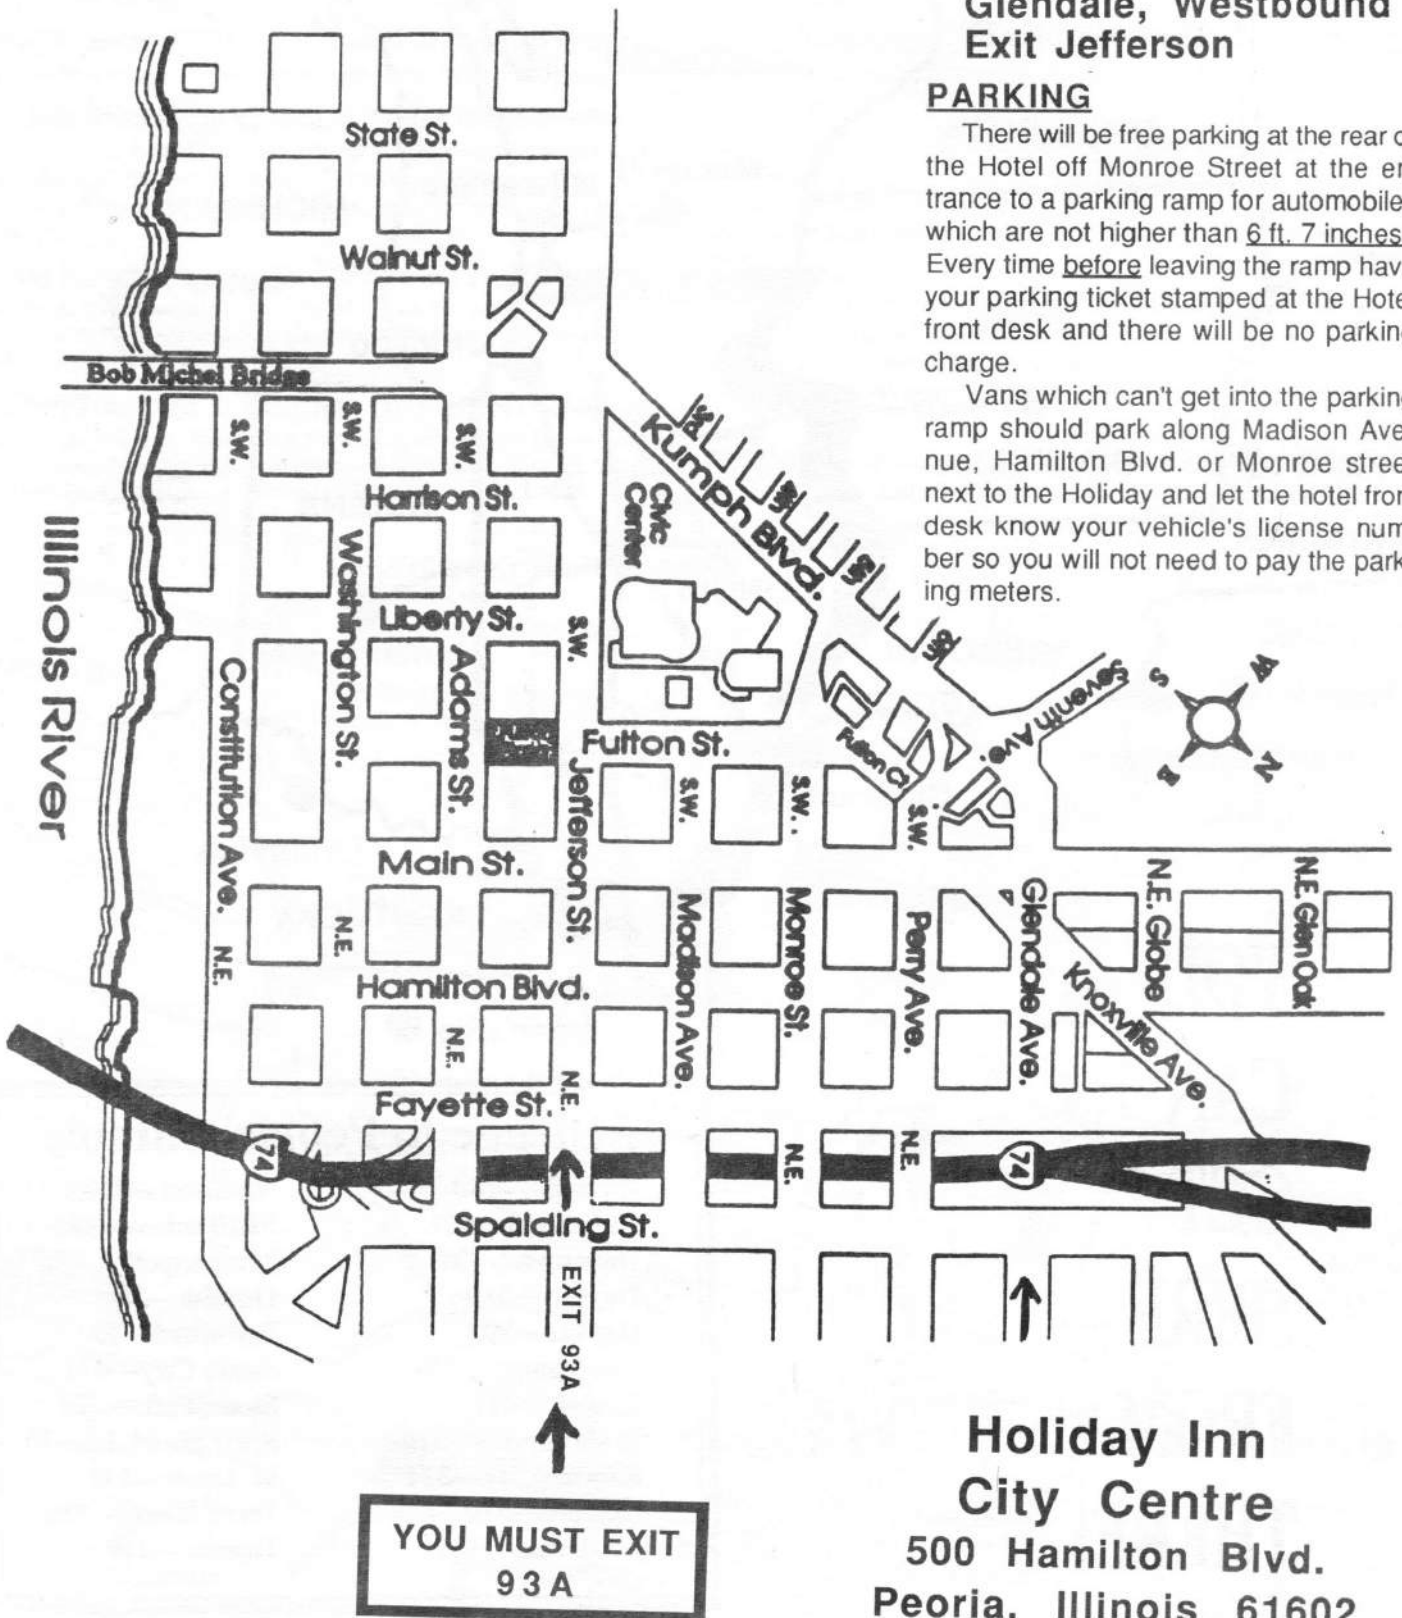 Glendale, Westbound
Exit Jefferson
PARKING
There will be free parking at the rear o
the Hotel off Monroe Street at the en
trance to a parking ramp for automobile
which are not higher than 6 ft. 7 inches
Every time before leaving the ramp hav
your parking ticket stamped at the Hote
front desk and there will be no parking
charge.
Vans which can't get into the parking
ramp should park along Madison Ave
nue, Hamilton Blvd. or Monroe stree
next to the Holiday and let the hotel fron
desk know your vehicle's license num
ber so you will not need to pay the park
ing meters.
State St.
Walnut St.
Bob Michel Bridge
S.W.
S.W.
S.W.
Harrison St.
Kumpf Blvd.
Civic
Center
Illinois River
Washington St.
Liberty St.
S.W.
Constitution Ave.
Adams St.
Fulton St.
Jefferson St.
Fulton Ct.
Seventh Ave.
S
W
E
N
S.W.
S.W.
S.W.
Main St.
N.E.
N.E.
Madison Ave.
Monroe St.
Perry Ave.
Glendale Ave.
N.E. Globe
N.E. Glen Oak
Hamilton Blvd.
Knoxville Ave.
N.E.
N.E.
Fayette St.
74
N.E.
N.E.
74
Spalding St.
EXIT 93A
YOU MUST EXIT
93A
Holiday Inn
City Centre
500 Hamilton Blvd.
Peoria, Illinois 61602